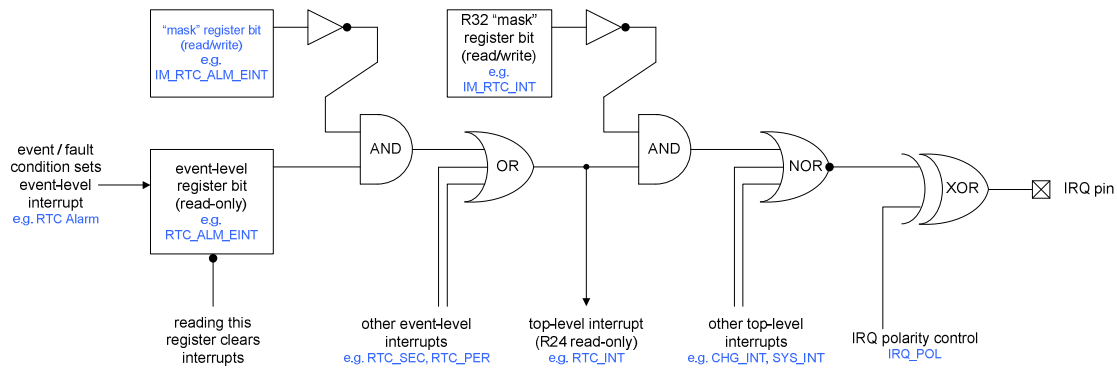 “mask” register bit
(read/write)
e.g.
IM_RTC_ALM_EINT
R32 “mask”
register bit
(read/write)
e.g.
IM_RTC_INT
event / fault
condition sets
event-level
interrupt
e.g. RTC Alarm
event-level
register bit
(read-only)
e.g.
RTC_ALM_EINT
AND
OR
AND
NOR
XOR
IRQ pin
reading this
register clears
interrupts
other event-level
interrupts
e.g. RTC_SEC, RTC_PER
top-level interrupt
(R24 read-only)
e.g. RTC_INT
other top-level
interrupts
e.g. CHG_INT, SYS_INT
IRQ polarity control
IRQ_POL